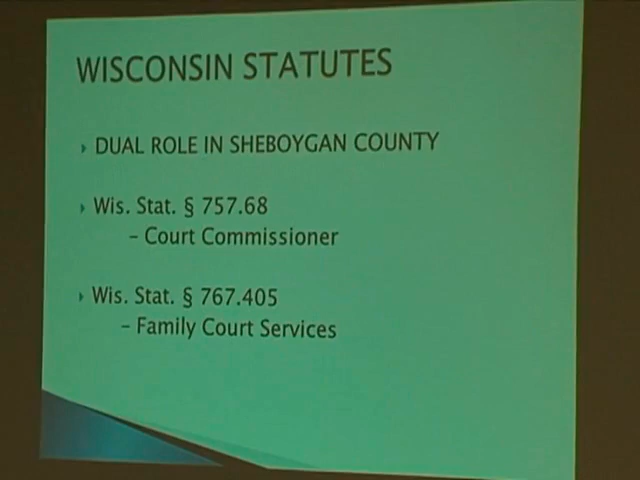 WISCONSIN STATUTES
DUAL ROLE IN SHEBOYGAN COUNTY
Wis. Stat. § 757.68
– Court Commissioner
Wis. Stat. § 767.405
– Family Court Services